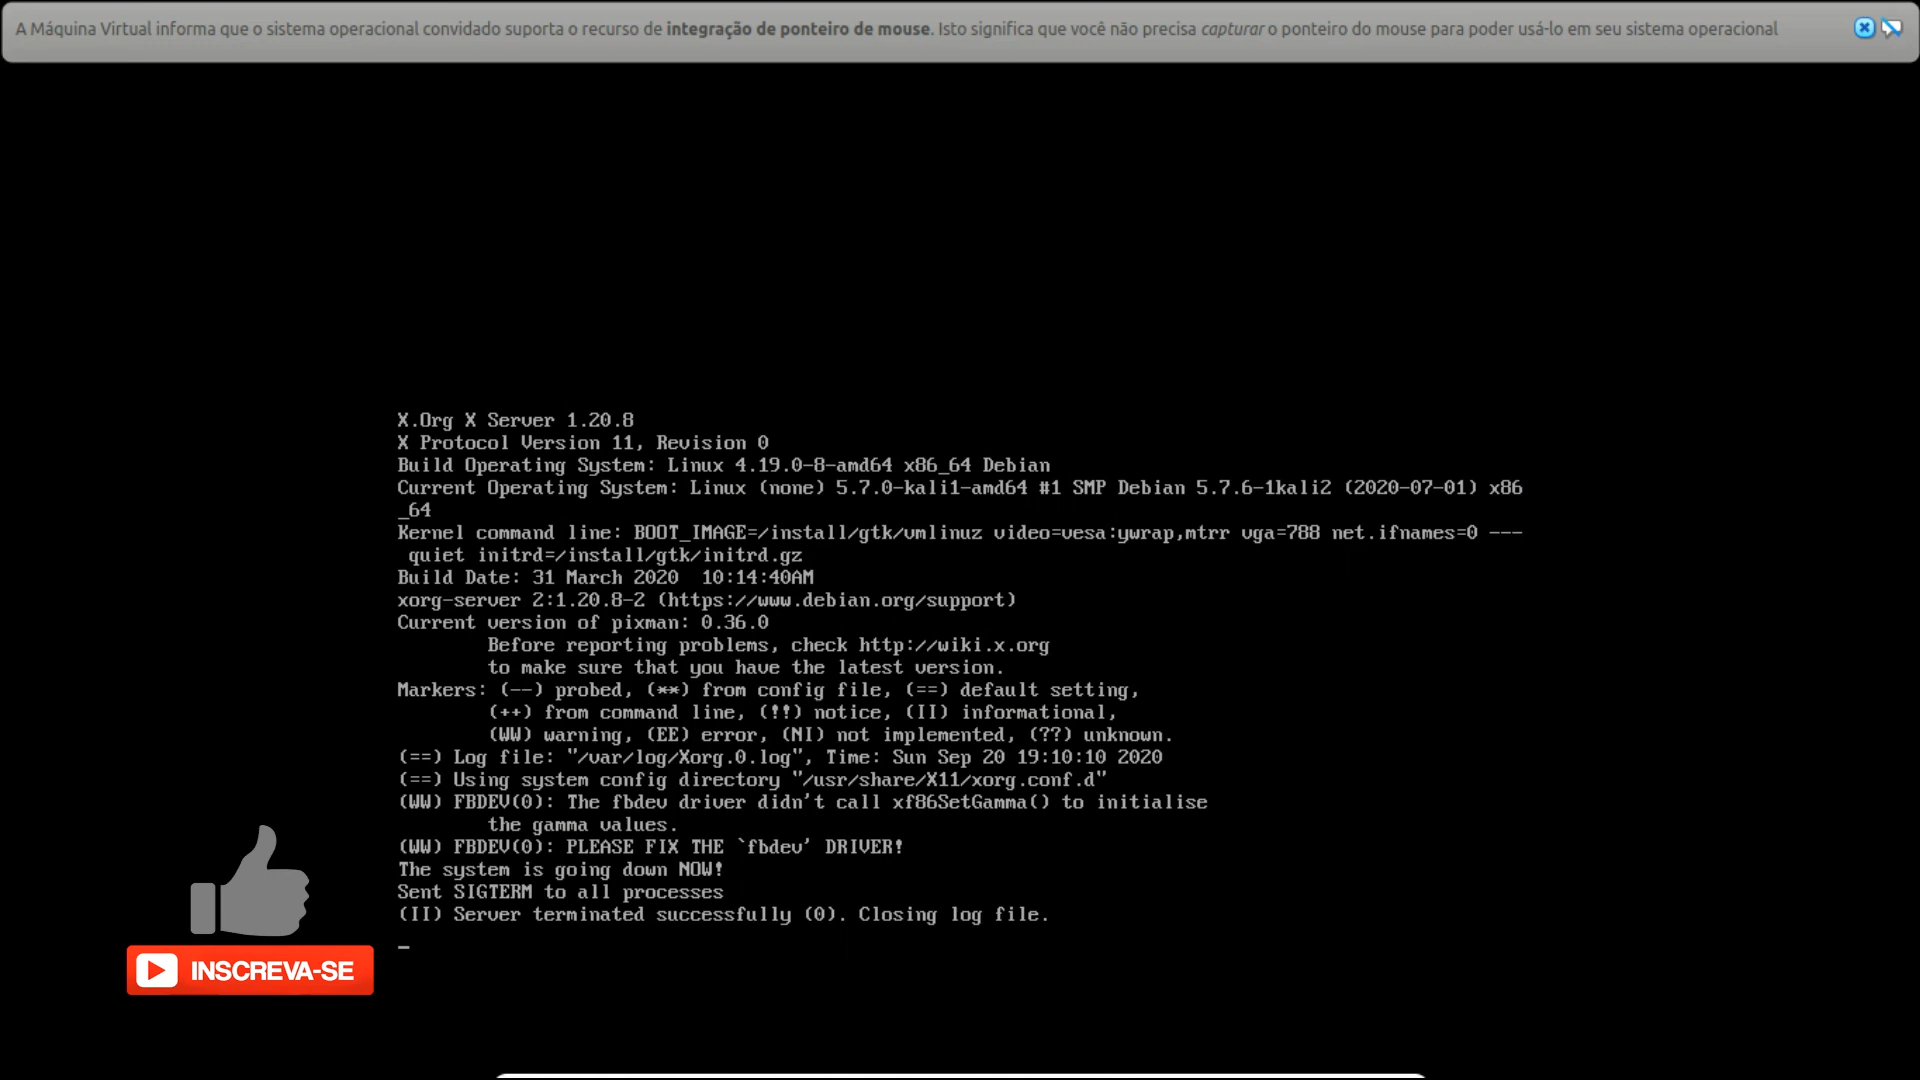 A Máquina Virtual informa que o sistema operacional convidado suporta o recurso de integração de ponteiro de mouse. Isto significa que você não precisa capturar o ponteiro do mouse para poder usá-lo em seu sistema operacional
X.Org X Server 1.20.8
X Protocol Version 11, Revision 0
Build Operating System: Linux 4.19.0-8-amd64 x86_64 Debian
Current Operating System: Linux (none) 5.7.0-kali1-amd64 #1 SMP Debian 5.7.6-1kali2 (2020-07-01) x86
_64
Kernel command line: BOOT_IMAGE=/install/gtk/vmlinuz video=vesa:ywrap,mtrr vga=788 net.ifnames=0 ---
quiet initrd=/install/gtk/initrd.gz
Build Date: 31 March 2020  10:14:40AM
xorg-server 2:1.20.8-2 (https://www.debian.org/support)
Current version of pixman: 0.36.0
Before reporting problems, check http://wiki.x.org
to make sure that you have the latest version.
Markers: (--) probed, (**) from config file, (==) default setting,
(++) from command line, (!!) notice, (II) informational,
(WW) warning, (EE) error, (NI) not implemented, (??) unknown.
(==) Log file: "/var/log/Xorg.0.log", Time: Sun Sep 20 19:10:10 2020
(==) Using system config directory "/usr/share/X11/xorg.conf.d"
(WW) FBDEV(0): The fbdev driver didn't call xf86SetGamma() to initialise
the gamma values.
(WW) FBDEV(0): PLEASE FIX THE `fbdev' DRIVER!
The system is going down NOW!
Sent SIGTERM to all processes
(II) Server terminated successfully (0). Closing log file.
_
INSCREVA-SE